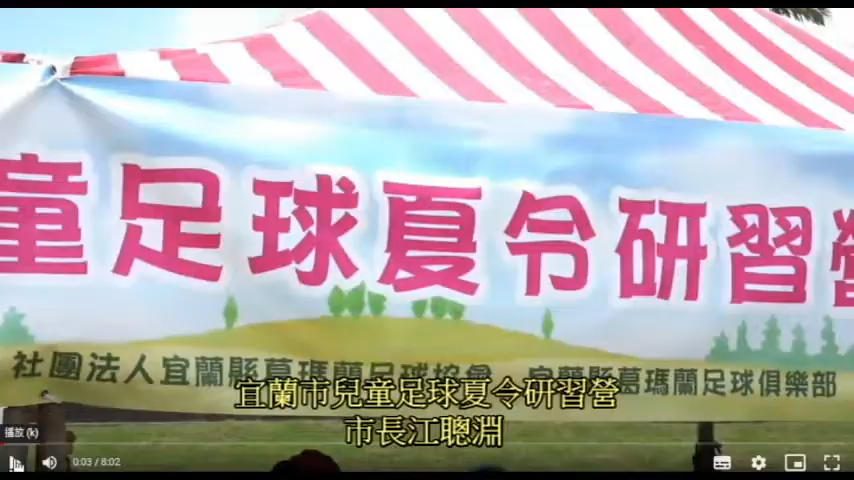 童足球夏令研習營
社團法人宜蘭縣葛瑪蘭足球協會 宜蘭縣葛瑪蘭足球俱樂部
宜蘭市兒童足球夏令研習營
市長江聰淵
播放 (k)
0:03 / 8:02